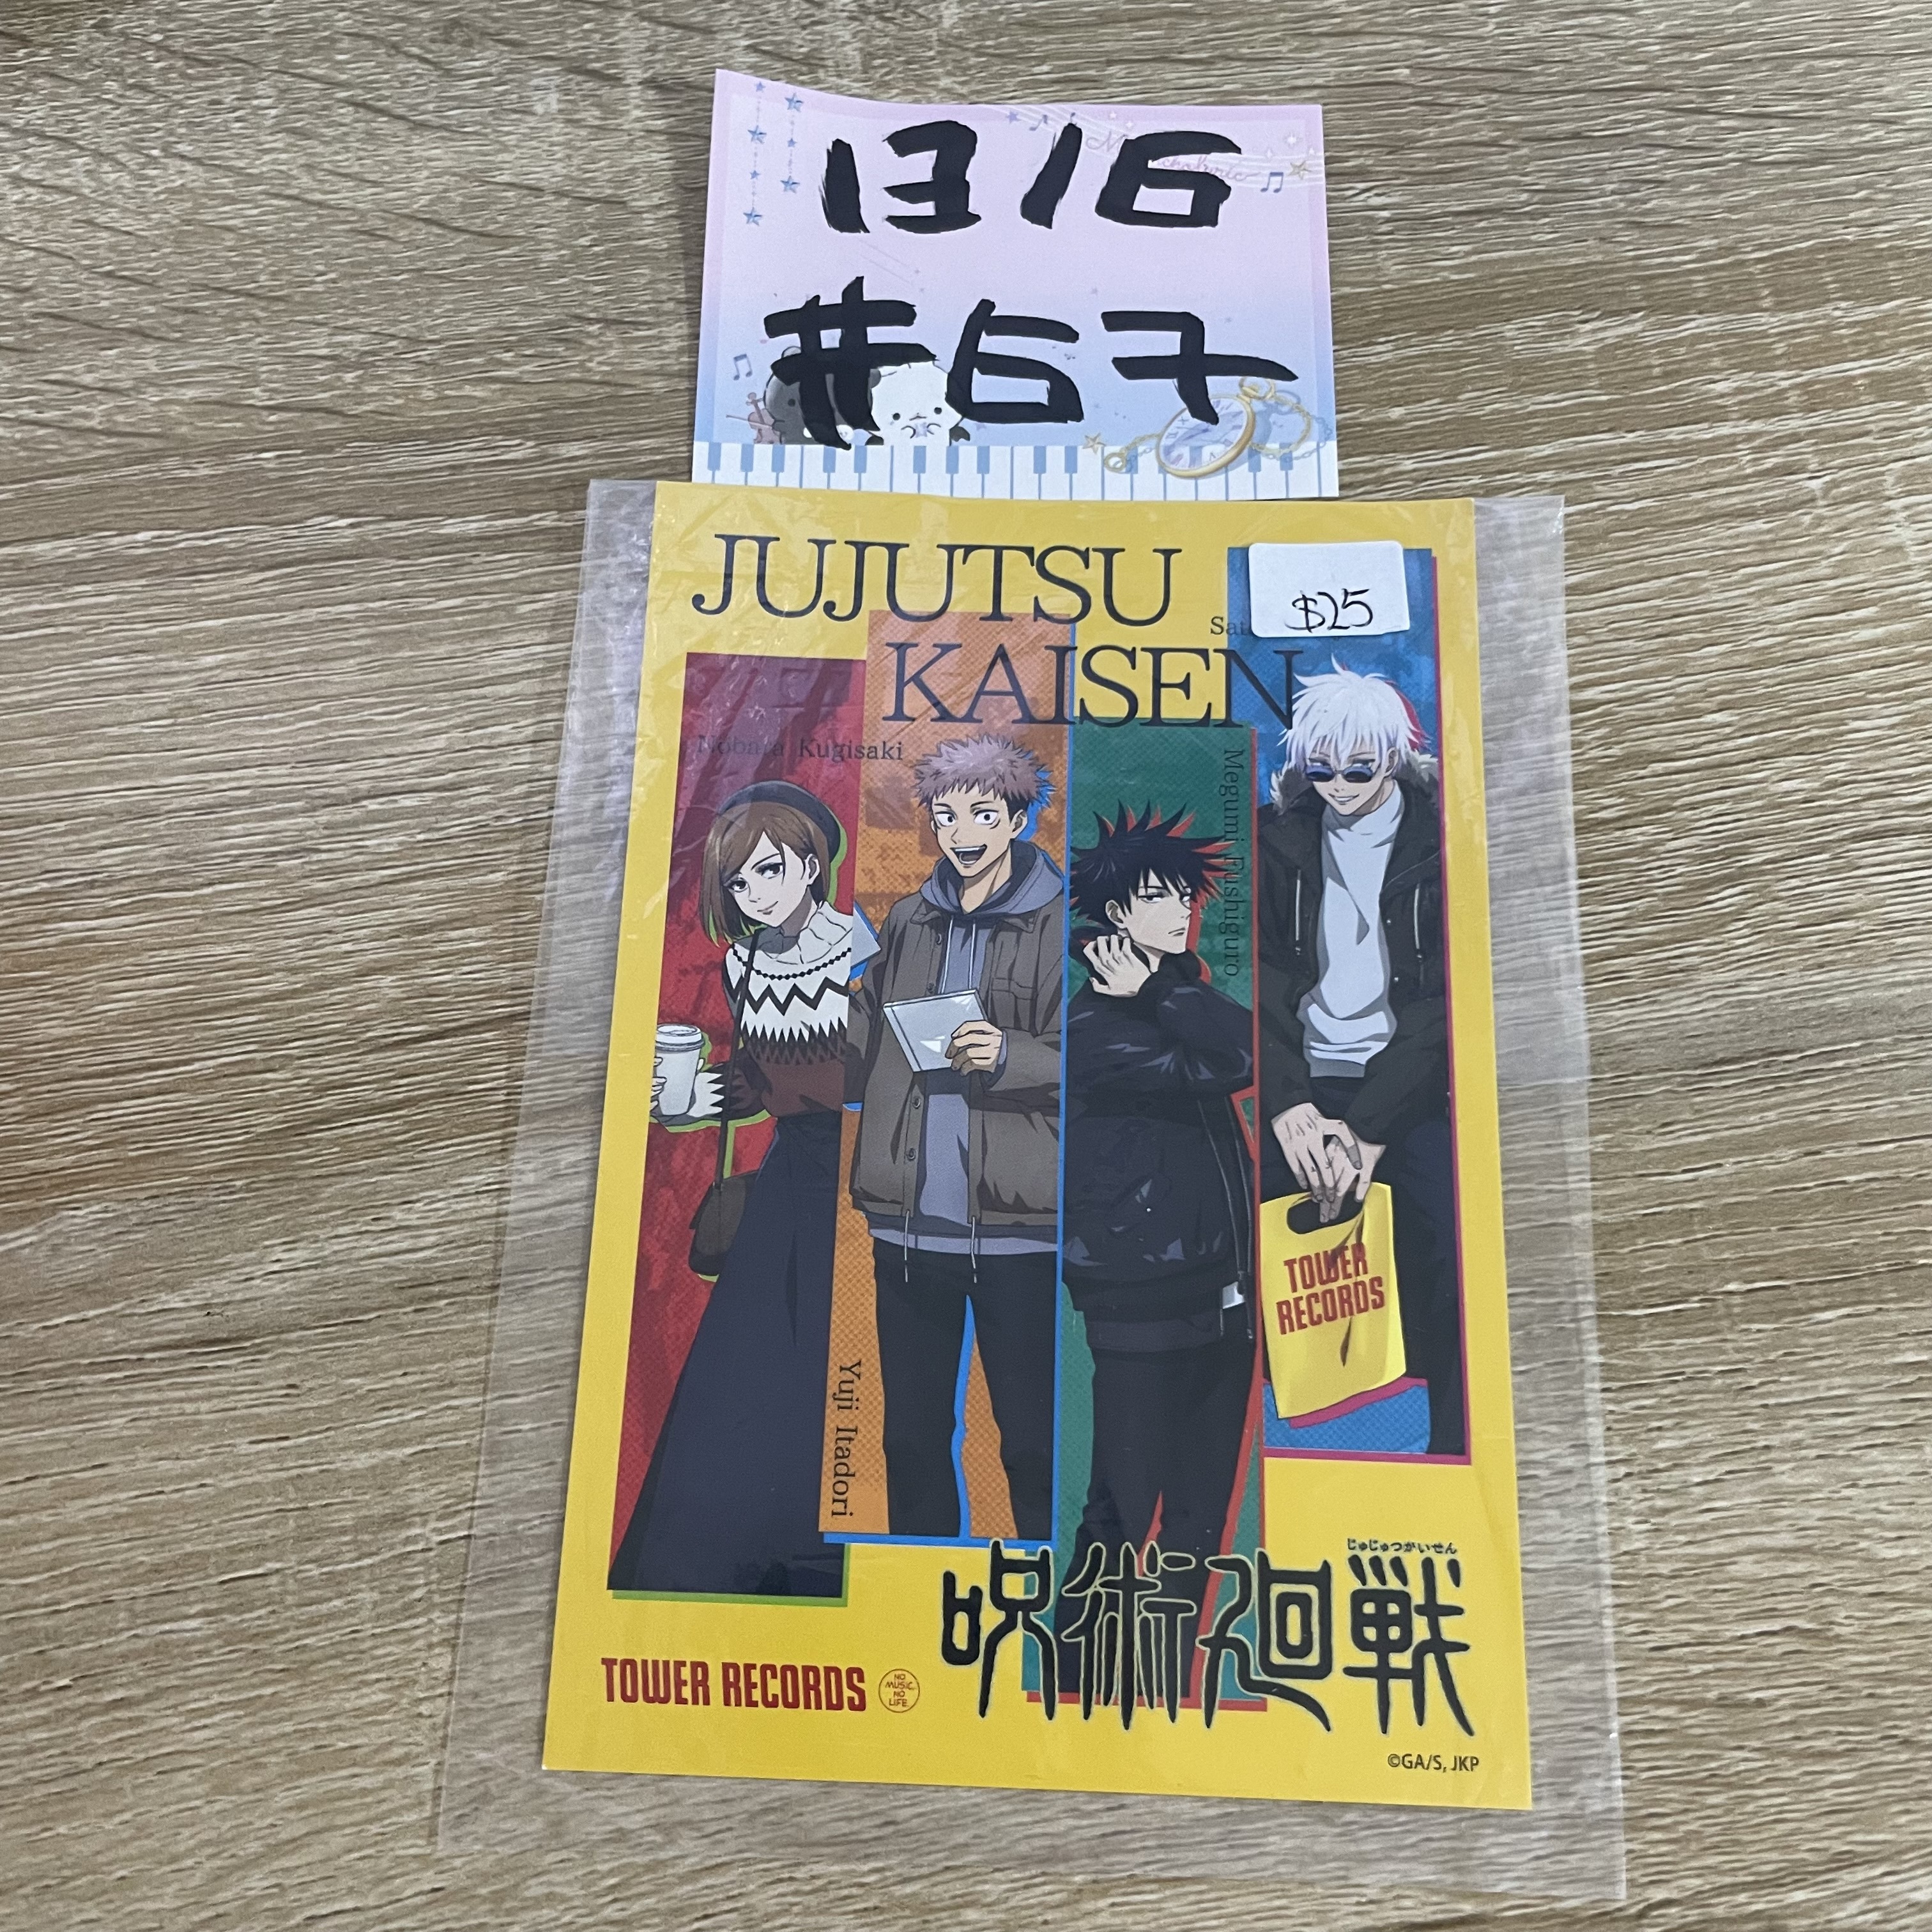 1316
#67
JUJUTSU
KAISEN
$25
Nobara Kugisaki
Yuji Itadori
Megumi Fushiguro
TOWER
RECORDS
じゅじゅつかいせん
呪術廻戦
TOWER RECORDS
NO
MUSIC,
NO
LIFE.
©GA/S, JKP